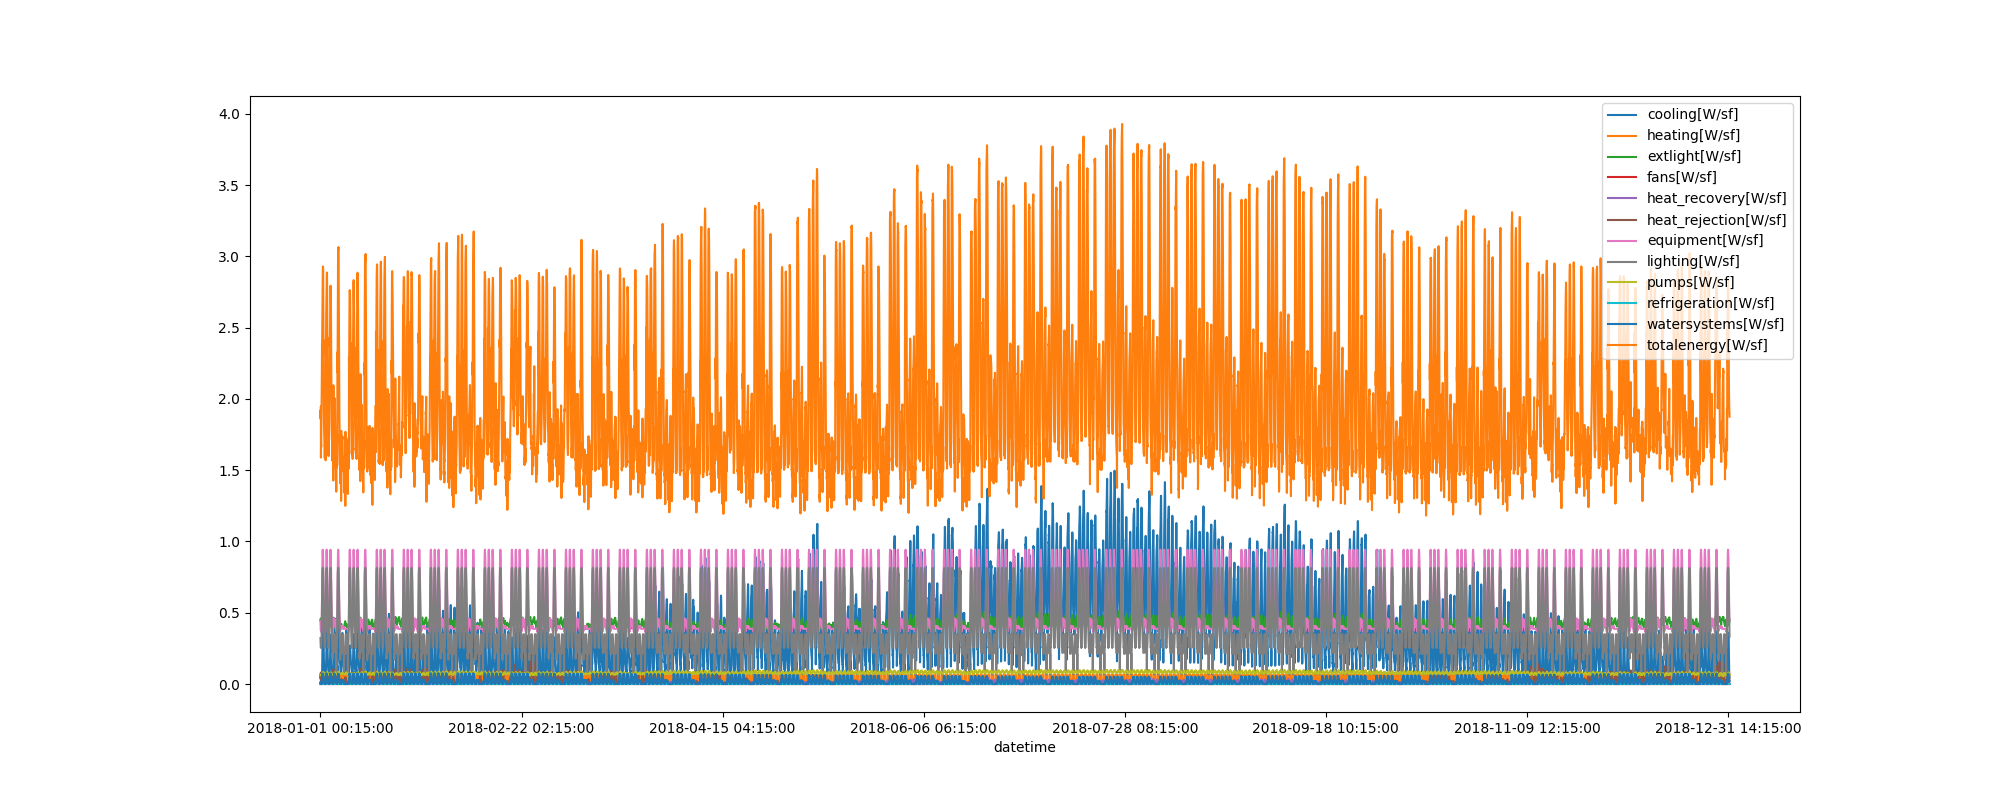 4.0
3.5
3.0
2.5
2.0
1.5
1.0
0.5
0.0
cooling[W/sf]
heating[W/sf]
extlight[W/sf]
fans[W/sf]
heat_recovery[W/sf]
heat_rejection[W/sf]
equipment[W/sf]
lighting[W/sf]
pumps[W/sf]
refrigeration[W/sf]
watersystems[W/sf]
totalenergy[W/sf]
2018-01-01 00:15:00 2018-02-22 02:15:00 2018-04-15 04:15:00 2018-06-06 06:15:00 2018-07-28 08:15:00 2018-09-18 10:15:00 2018-11-09 12:15:00 2018-12-31 14:15:00
datetime